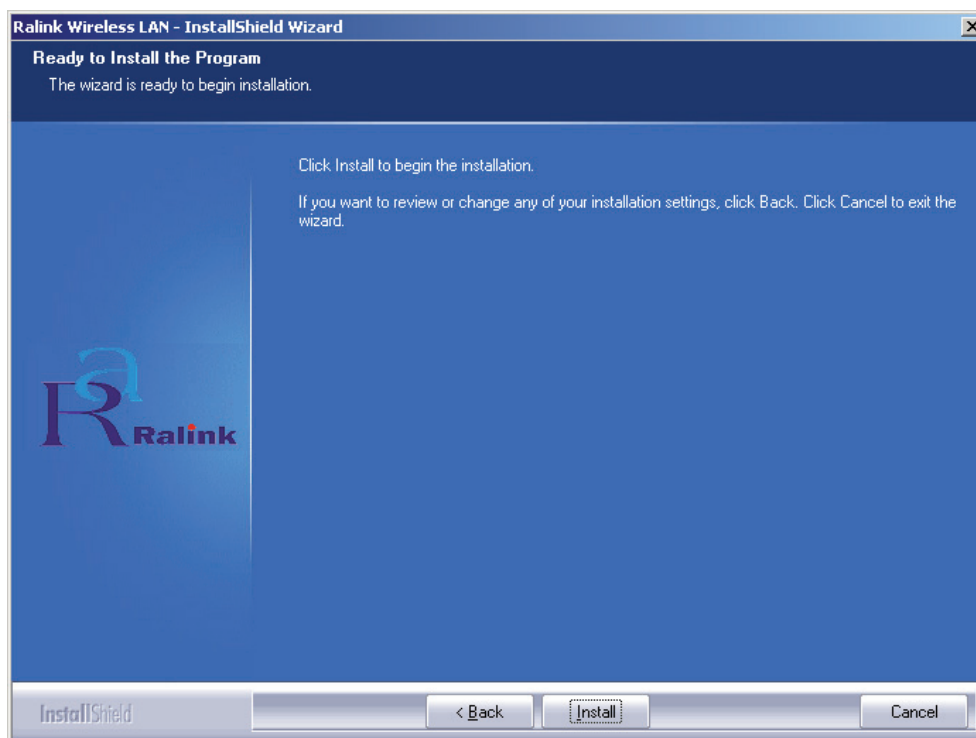 Ralink Wireless LAN - InstallShield Wizard
Ready to Install the Program
The wizard is ready to begin installation.
Click Install to begin the installation.
If you want to review or change any of your installation settings, click Back. Click Cancel to exit the
wizard.
Ra
Ralink
InstallShield
< Back
Install
Cancel